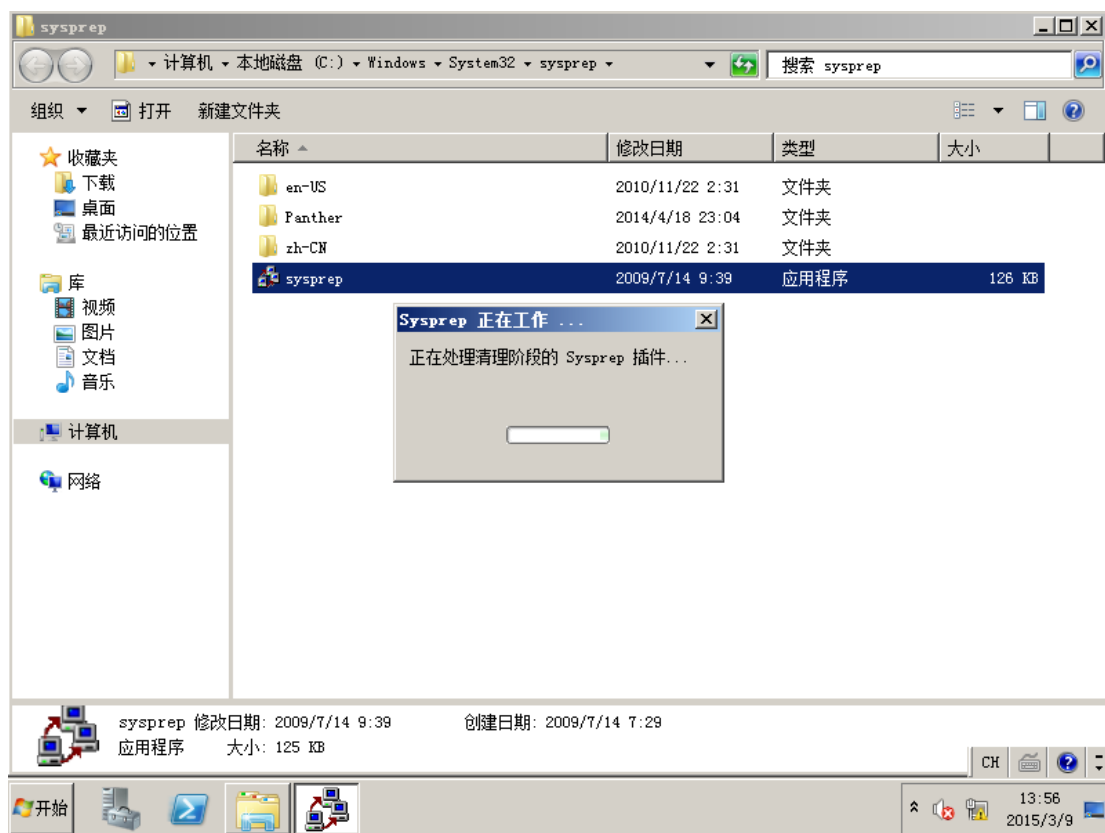 sysprep
计算机 本地磁盘 (C:) Windows System32 sysprep
搜索 sysprep
组织 打开 新建文件夹
名称 修改日期 类型 大小
收藏夹
下载
桌面
最近访问的位置
库
视频
图片
文档
音乐
计算机
网络
en-US 2010/11/22 2:31 文件夹
Panther 2014/4/18 23:04 文件夹
zh-CN 2010/11/22 2:31 文件夹
sysprep 2009/7/14 9:39 应用程序 126 KB
Sysprep 正在工作 ...
正在处理清理阶段的 Sysprep 插件...
sysprep 修改日期: 2009/7/14 9:39 创建日期: 2009/7/14 7:29
应用程序 大小: 125 KB
CH
开始
13:56
2015/3/9